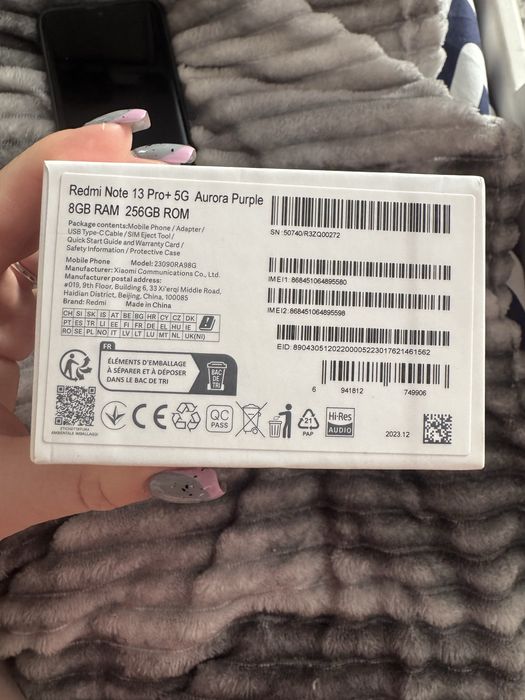 Redmi Note 13 Pro+ 5G Aurora Purple
8GB RAM 256GB ROM
Package contents:Mobile Phone / Adapter /
USB Type-C Cable / SIM Eject Tool /
Quick Start Guide and Warranty Card /
Safety Information / Protective Case
Mobile Phone Model: 23090RA98G
Manufacturer: Xiaomi Communications Co., Ltd.
Manufacturer postal address:
#019, 9th Floor, Building 6, 33 Xi'erqi Middle Road,
Haidian District, Beijing, China, 100085
Brand: Redmi Made in China
CH SI SK IS AT BE BG HR CY CZ DK
PT ES TR LI EE FI FR DE EL HU IE
RO SE PL NO IT LV LT LU MT NL UK(NI)
SN :50740/R3ZQ00272
IMEI1 :868451064895580
IMEI2:868451064895598
EID :89043051202200005223017621461562
6 941812 749906
FR
ÉLÉMENTS D'EMBALLAGE
À SÉPARER ET À DÉPOSER
DANS LE BAC DE TRI
BAC
DE
TRI
ETICHETTATURA
AMBIENTALE IMBALLAGGI
CE
QC
PASS
21
PAP
Hi-Res
AUDIO
2023.12